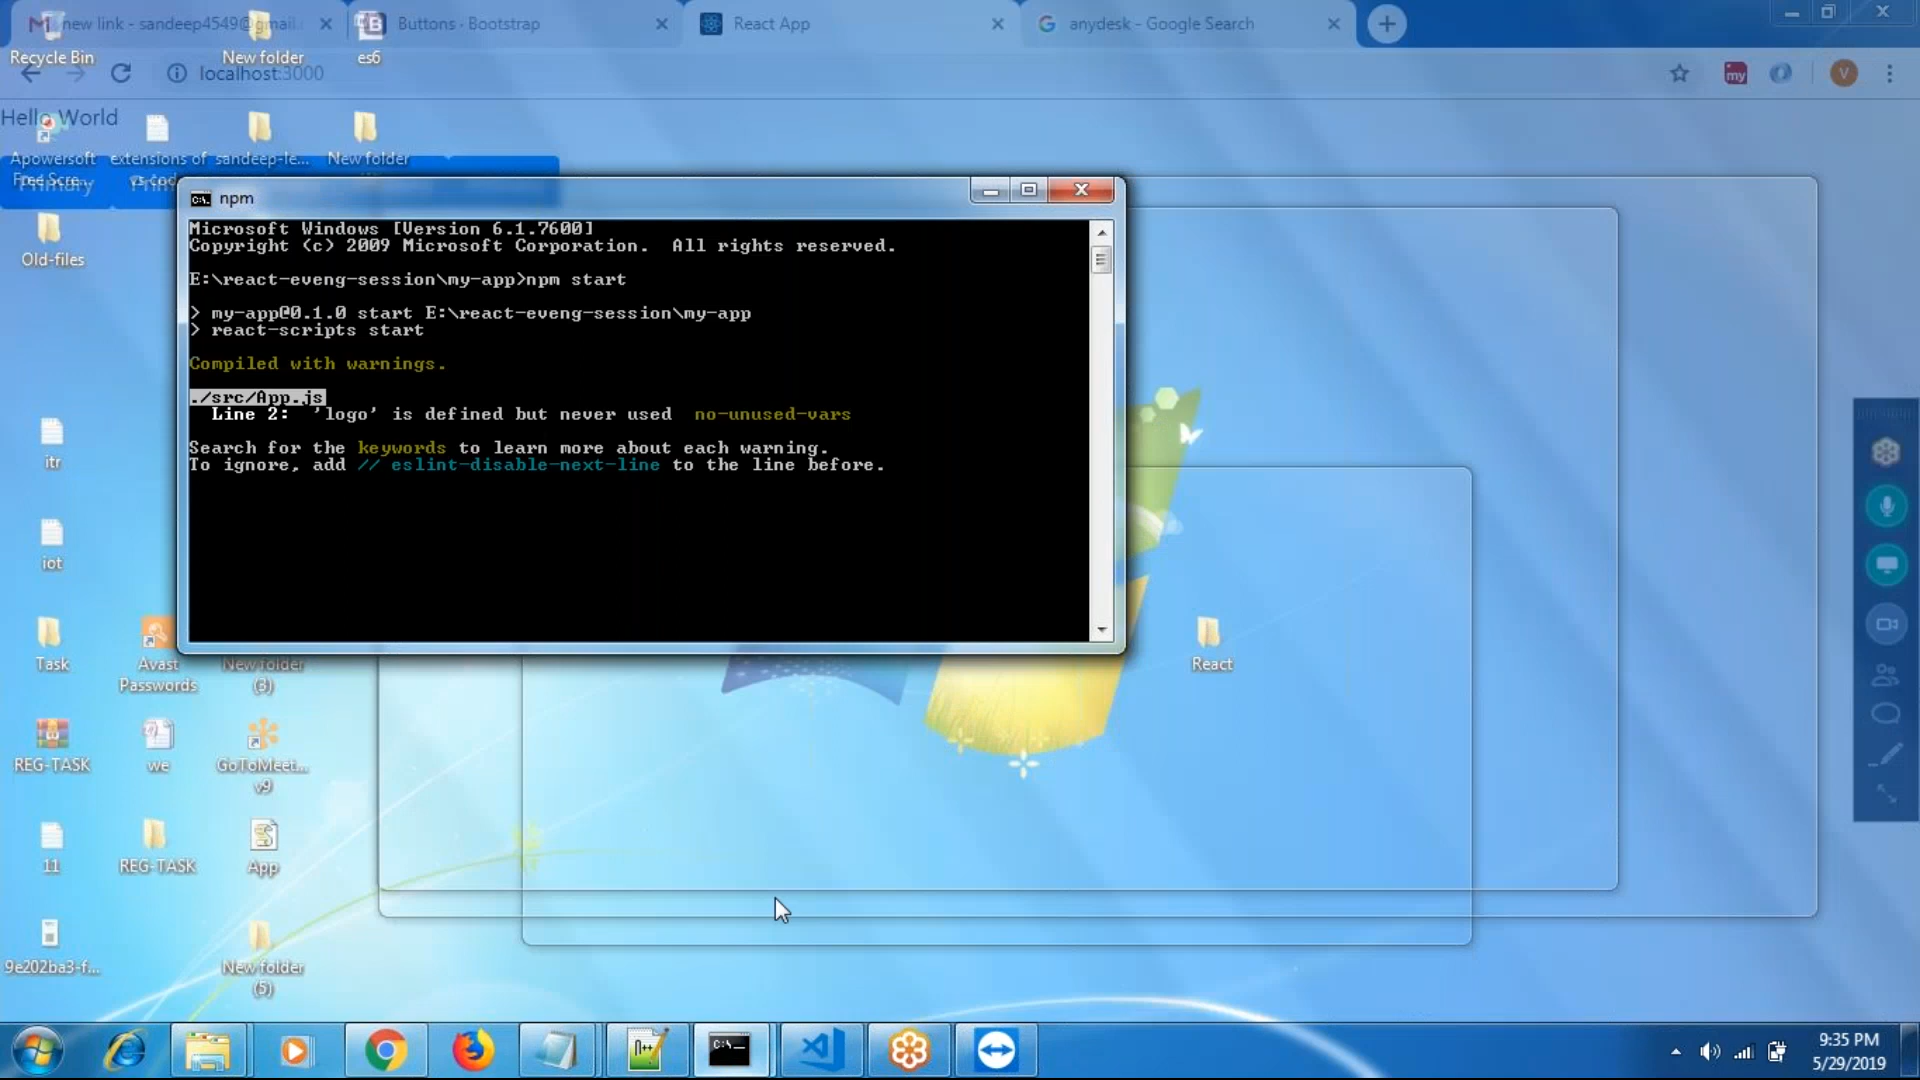 new link - sandeep4549@gmail.
Buttons · Bootstrap
React App
anydesk - Google Search
Recycle Bin
New folder
es6
localhost:3000
my
V
Hello World
Apowersoft
Free Scre...
extensions of
vs cod
sandeep-le...
New folder
Primary
Old-files
npm
Microsoft Windows [Version 6.1.7600]
Copyright (c) 2009 Microsoft Corporation.  All rights reserved.
E:\react-eveng-session\my-app>npm start
> my-app@0.1.0 start E:\react-eveng-session\my-app
> react-scripts start
Compiled with warnings.
./src/App.js
Line 2:  'logo' is defined but never used  no-unused-vars
Search for the keywords to learn more about each warning.
To ignore, add // eslint-disable-next-line to the line before.
itr
iot
Task
Avast
Passwords
New folder
(3)
React
REG-TASK
we
GoToMeet...
v9
11
REG-TASK
App
9e202ba3-f...
New folder
(5)
9:35 PM
5/29/2019